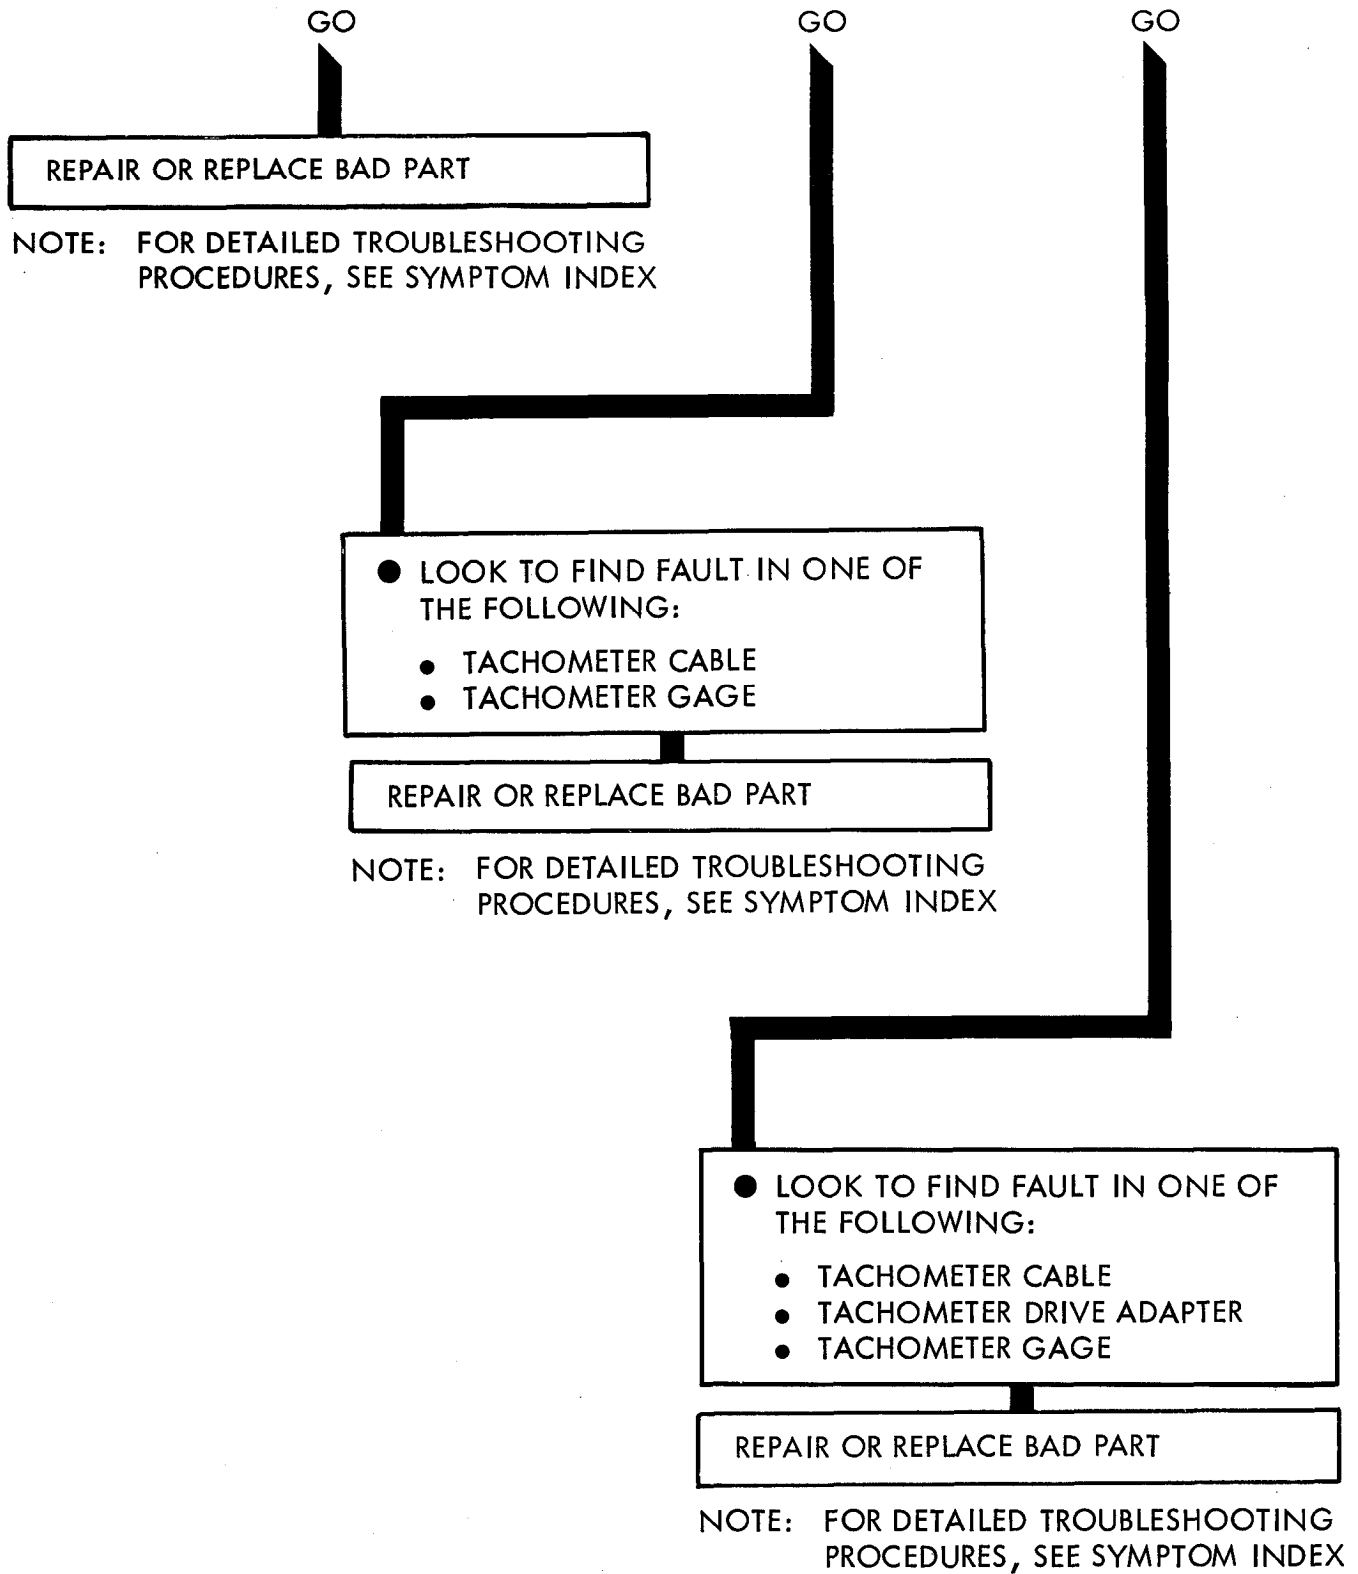 GO GO GO
REPAIR OR REPLACE BAD PART
NOTE: FOR DETAILED TROUBLESHOOTING
PROCEDURES, SEE SYMPTOM INDEX
● LOOK TO FIND FAULT IN ONE OF
THE FOLLOWING:
● TACHOMETER CABLE
● TACHOMETER GAGE
REPAIR OR REPLACE BAD PART
NOTE: FOR DETAILED TROUBLESHOOTING
PROCEDURES, SEE SYMPTOM INDEX
● LOOK TO FIND FAULT IN ONE OF
THE FOLLOWING:
● TACHOMETER CABLE
● TACHOMETER DRIVE ADAPTER
● TACHOMETER GAGE
REPAIR OR REPLACE BAD PART
NOTE: FOR DETAILED TROUBLESHOOTING
PROCEDURES, SEE SYMPTOM INDEX